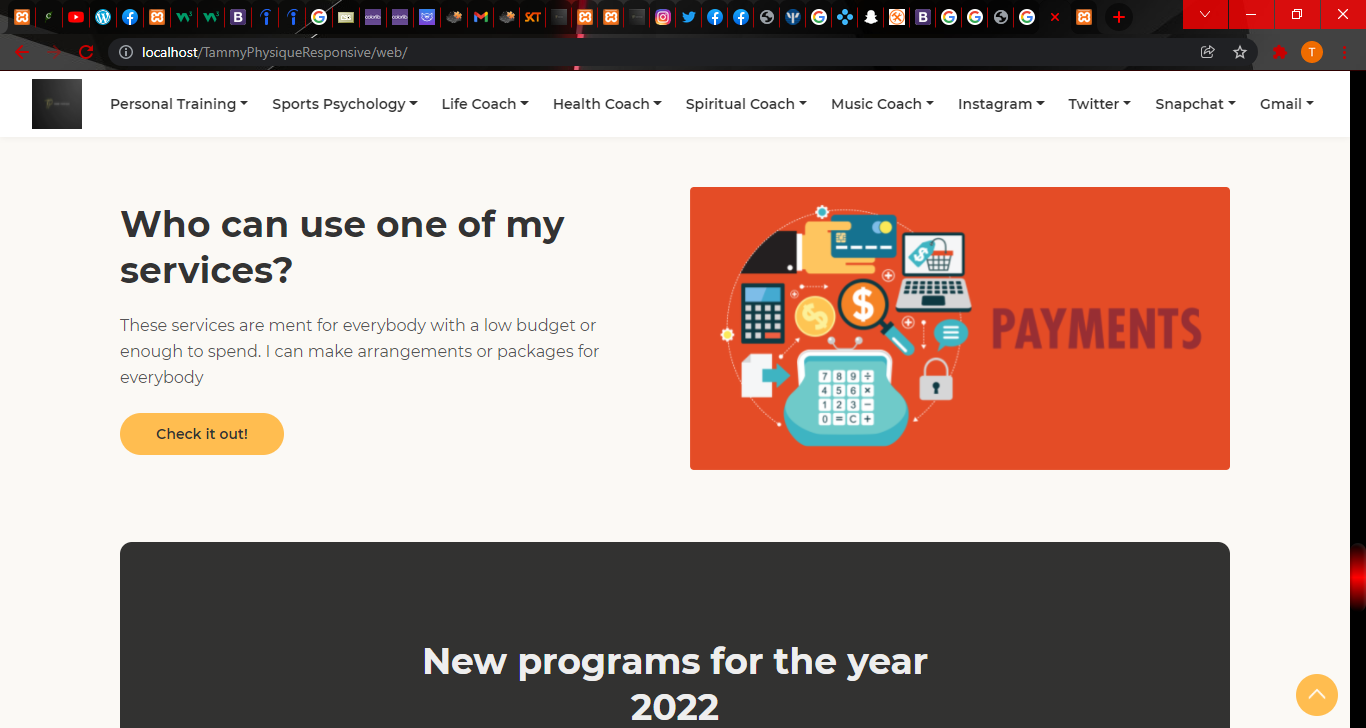 SKT
localhost/TammyPhysiqueResponsive/web/
T
Personal Training Sports Psychology Life Coach Health Coach Spiritual Coach Music Coach Instagram Twitter Snapchat Gmail
Who can use one of my
services?
These services are ment for everybody with a low budget or
enough to spend. I can make arrangements or packages for
everybody
Check it out!
PAYMENTS
7 8 9 ÷
4 5 6 ×
1 2 3 −
0 = C +
New programs for the year
2022